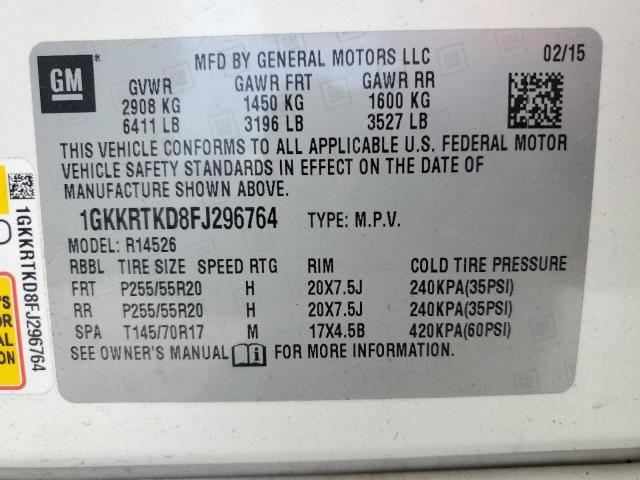 GM
MFD BY GENERAL MOTORS LLC 02/15
GVWR GAWR FRT GAWR RR
2908 KG 1450 KG 1600 KG
6411 LB 3196 LB 3527 LB
THIS VEHICLE CONFORMS TO ALL APPLICABLE U.S. FEDERAL MOTOR
VEHICLE SAFETY STANDARDS IN EFFECT ON THE DATE OF
MANUFACTURE SHOWN ABOVE.
1GKKRTKD8FJ296764 TYPE: M.P.V.
MODEL: R14526
RBBL TIRE SIZE SPEED RTG RIM COLD TIRE PRESSURE
FRT P255/55R20 H 20X7.5J 240KPA(35PSI)
RR P255/55R20 H 20X7.5J 240KPA(35PSI)
SPA T145/70R17 M 17X4.5B 420KPA(60PSI)
SEE OWNER'S MANUAL i FOR MORE INFORMATION.
1GKKRTKD8FJ296764